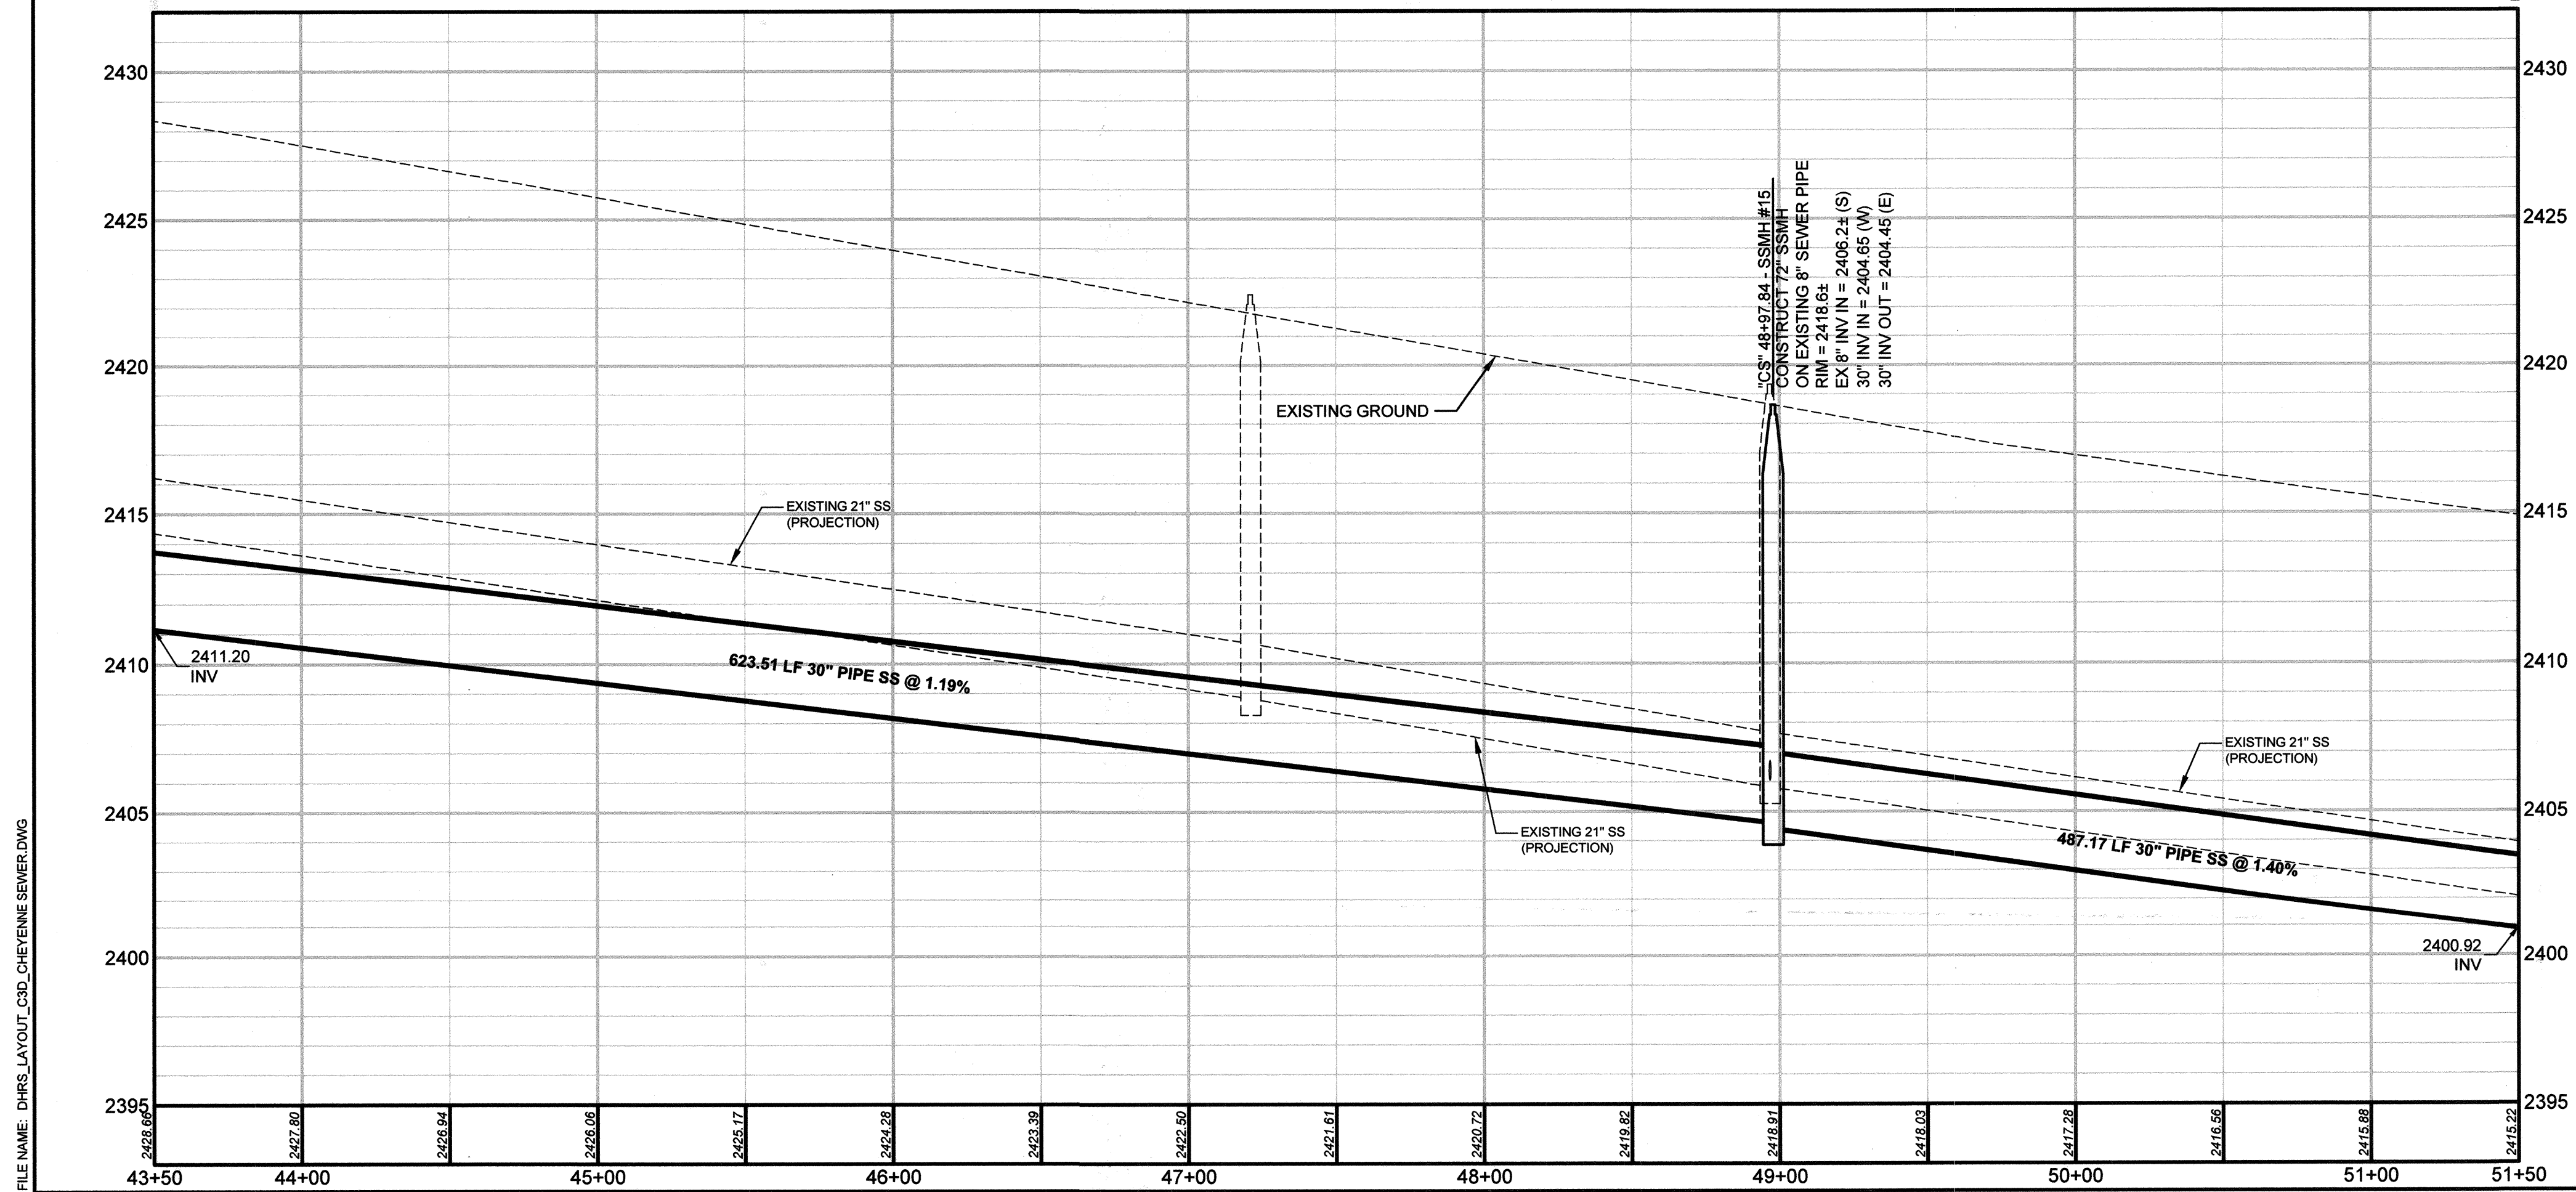 2430
2430
"CS" 48+97.84 - SSMH #15
CONSTRUCT 72" SSMH
ON EXISTING 8" SEWER PIPE
RIM = 2418.6±
EX 8" INV IN = 2406.2± (S)
30" INV IN = 2404.65 (W)
30" INV OUT = 2404.45 (E)
2425
2425
2420
2420
EXISTING GROUND
2415
2415
EXISTING 21" SS
(PROJECTION)
2410
2410
2411.20
INV
623.51 LF 30" PIPE SS @ 1.19%
EXISTING 21" SS
(PROJECTION)
2405
2405
EXISTING 21" SS
(PROJECTION)
487.17 LF 30" PIPE SS @ 1.40%
2400
2400
2400.92
INV
2395
2395
2428.66
2427.80
2426.94
2426.06
2425.17
2424.28
2423.39
2422.50
2421.61
2420.72
2419.82
2418.91
2418.03
2417.28
2416.56
2415.88
2415.22
43+50
44+00
45+00
46+00
47+00
48+00
49+00
50+00
51+00
51+50
FILE NAME: DHRS_LAYOUT_C3D_CHEYENNE SEWER.DWG